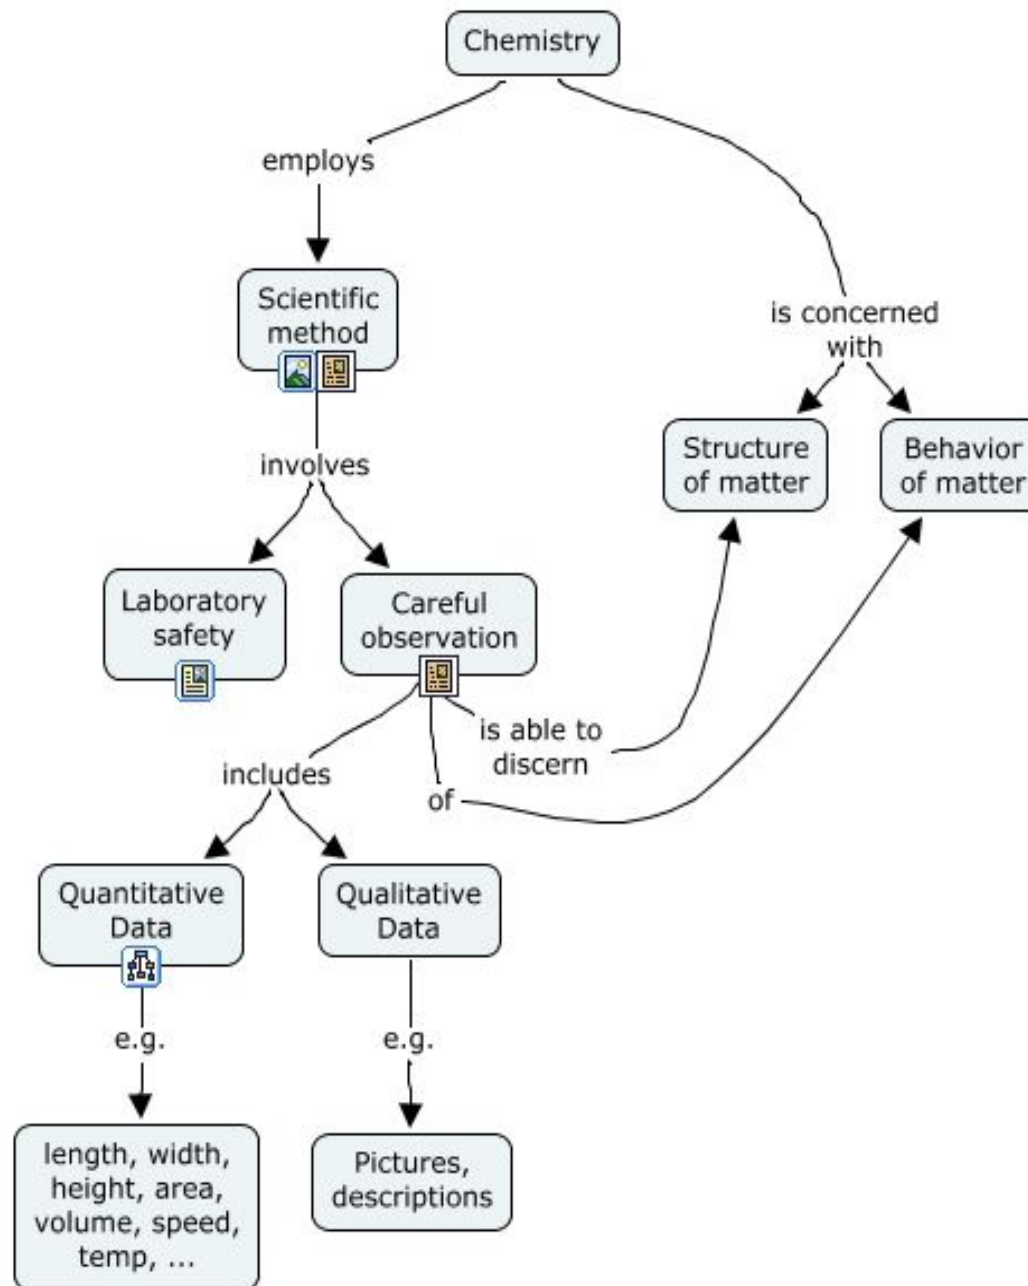 Chemistry
employs
is concerned
with
Scientific
method
Structure
of matter
Behavior
of matter
involves
Laboratory
safety
Careful
observation
is able to
discern
of
includes
Quantitative
Data
Qualitative
Data
e.g.
e.g.
length, width,
height, area,
volume, speed,
temp, ...
Pictures,
descriptions